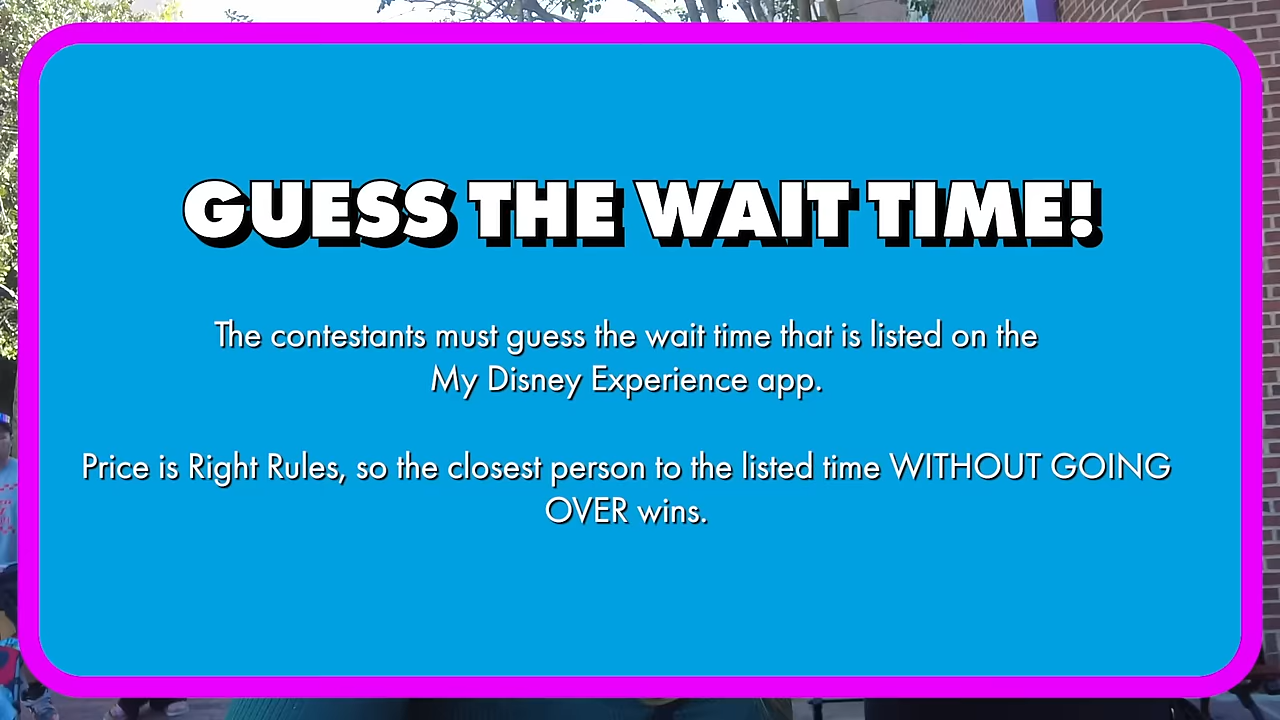 GUESS THE WAIT TIME!
The contestants must guess the wait time that is listed on the
My Disney Experience app.
Price is Right Rules, so the closest person to the listed time WITHOUT GOING
OVER wins.